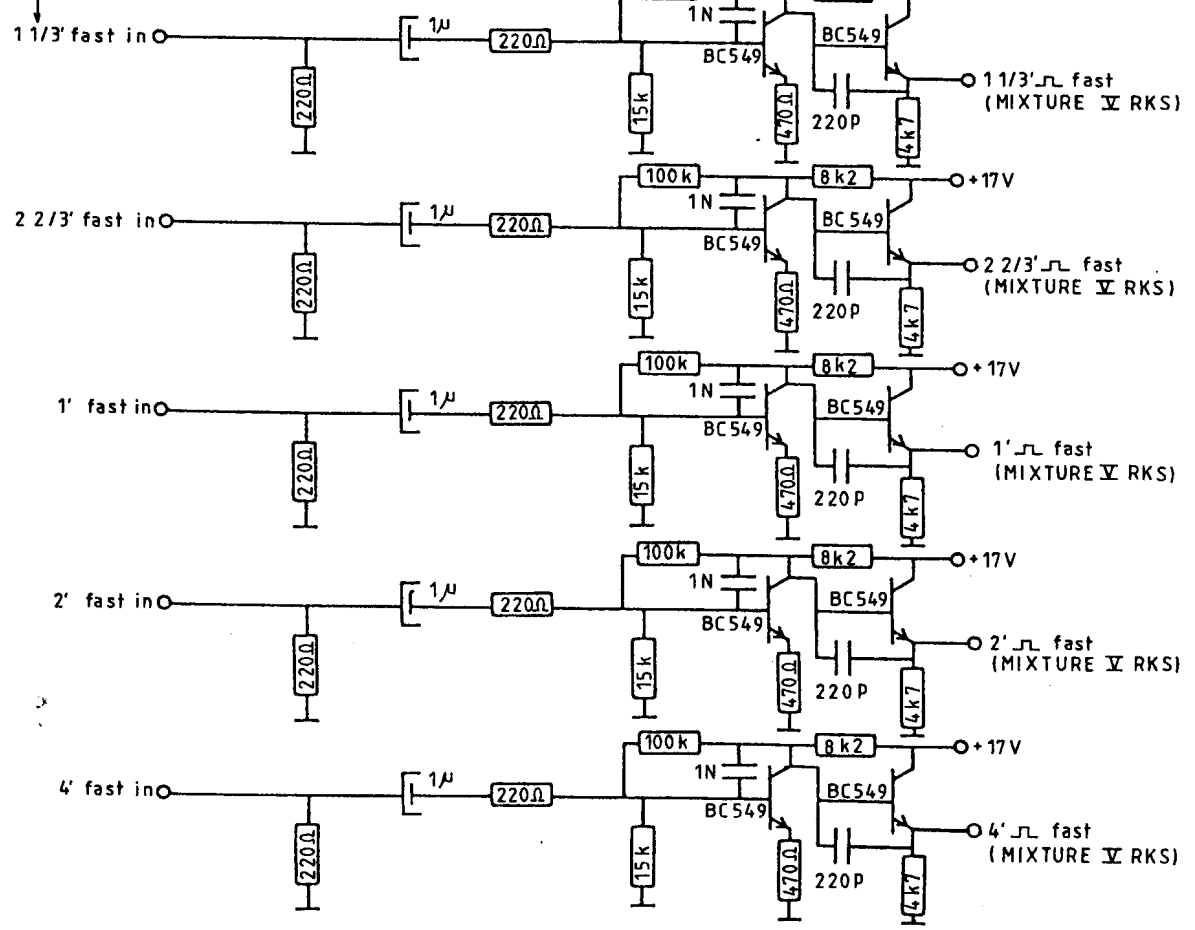 1N
1µ
1 1/3' fast in
220Ω
BC549
BC549
220Ω
15k
470Ω
220P
4k7
1 1/3' fast
(MIXTURE V RKS)
100k
8k2
+17V
1N
1µ
2 2/3' fast in
220Ω
BC549
BC549
220Ω
15k
470Ω
220P
4k7
2 2/3' fast
(MIXTURE V RKS)
100k
8k2
+17V
1N
1µ
1' fast in
220Ω
BC549
BC549
220Ω
15k
470Ω
220P
4k7
1' fast
(MIXTURE V RKS)
100k
8k2
+17V
1N
1µ
2' fast in
220Ω
BC549
BC549
220Ω
15k
470Ω
220P
4k7
2' fast
(MIXTURE V RKS)
100k
8k2
+17V
1N
1µ
4' fast in
220Ω
BC549
BC549
220Ω
15k
470Ω
220P
4k7
4' fast
(MIXTURE V RKS)